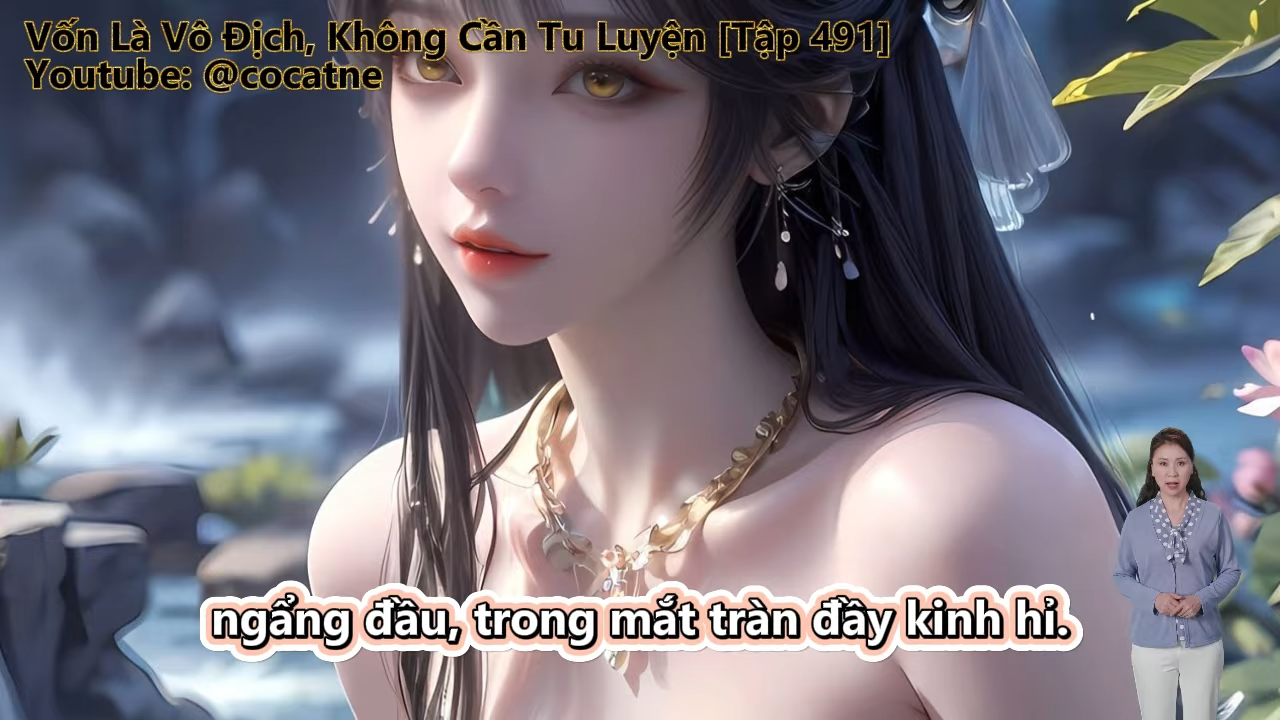 Vốn Là Vô Địch, Không Cần Tu Luyện [Tập 491]
Youtube: @cocatne
ngẩng đầu, trong mắt tràn đầy kinh hỉ.